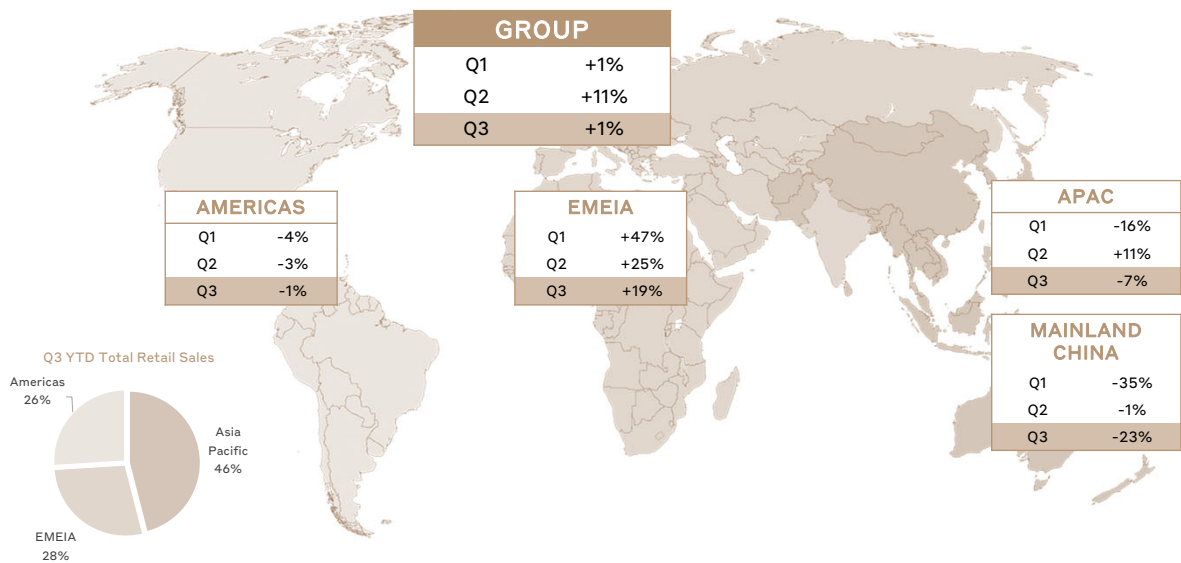 GROUP
Q1 +1%
Q2 +11%
Q3 +1%
AMERICAS
Q1 -4%
Q2 -3%
Q3 -1%
EMEIA
Q1 +47%
Q2 +25%
Q3 +19%
APAC
Q1 -16%
Q2 +11%
Q3 -7%
MAINLAND
CHINA
Q1 -35%
Q2 -1%
Q3 -23%
Q3 YTD Total Retail Sales
Americas
26%
Asia
Pacific
46%
EMEIA
28%